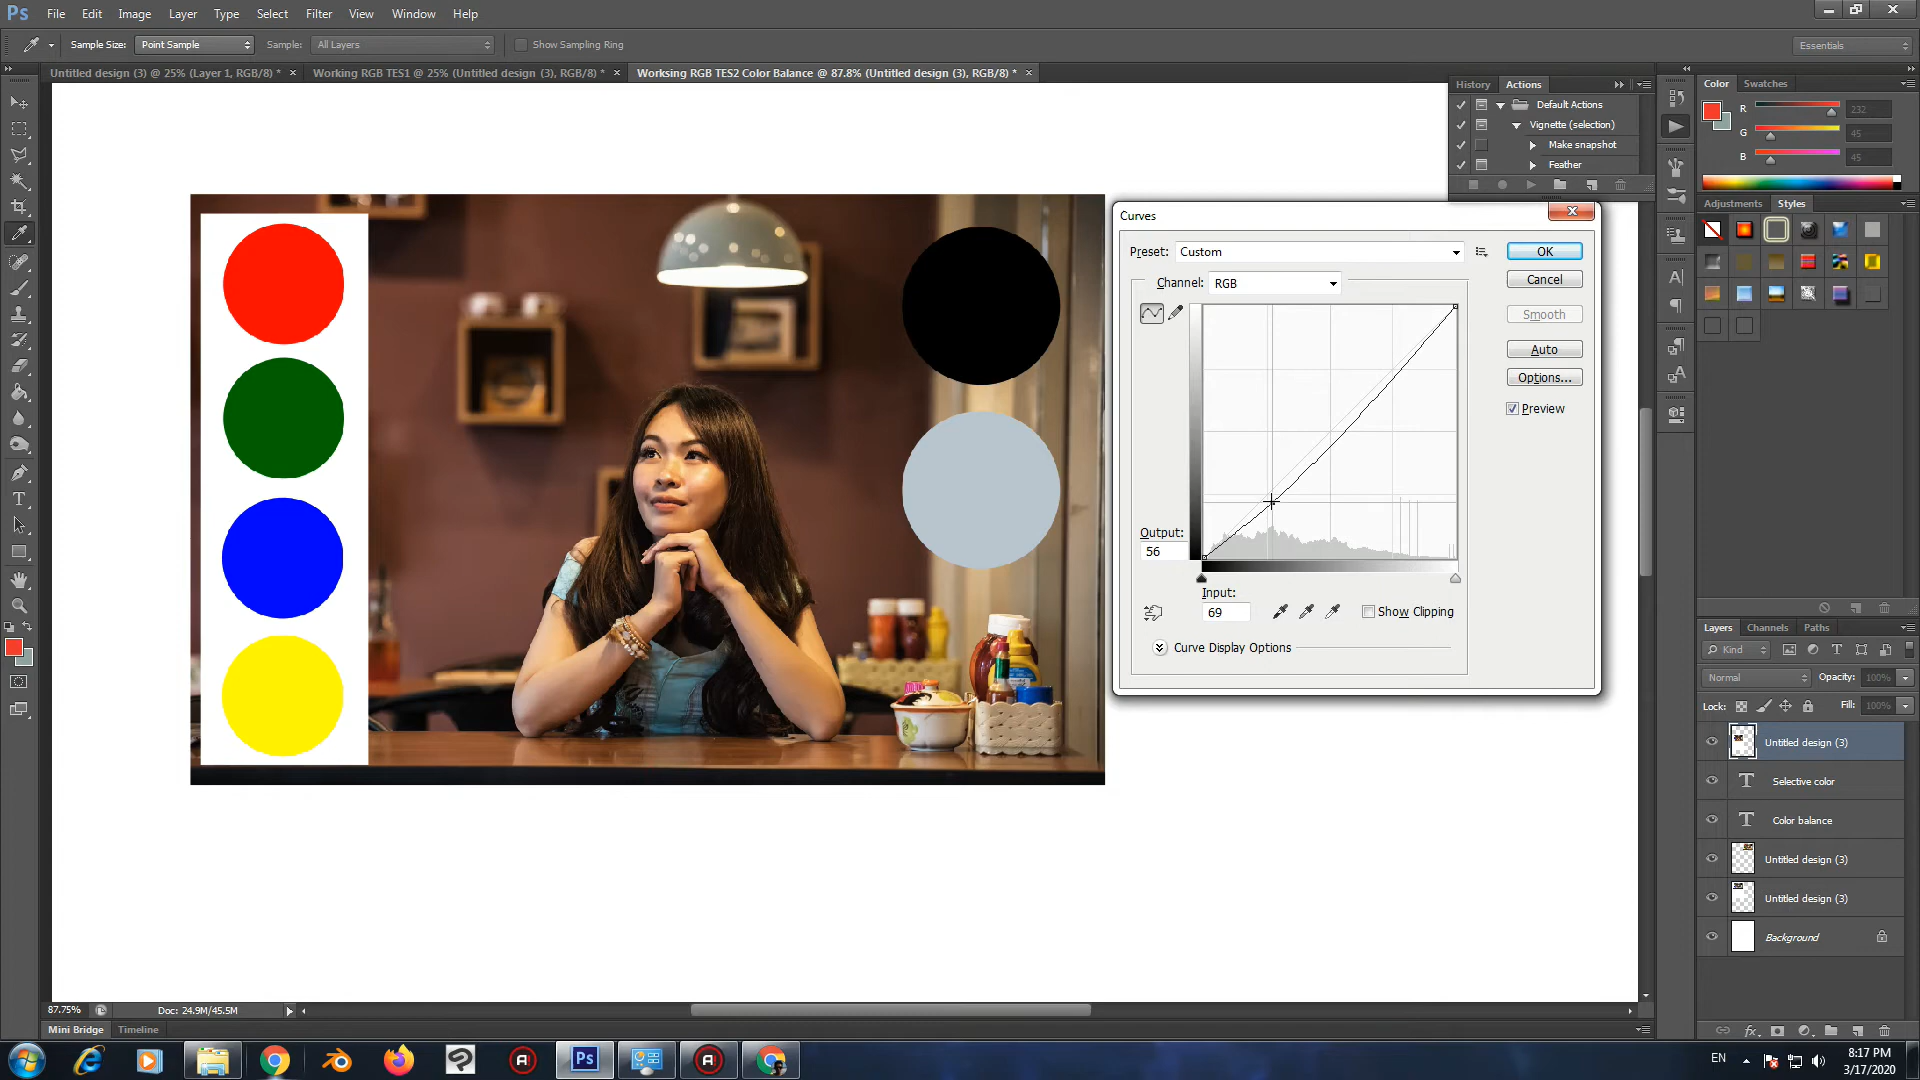 Ps File Edit Image Layer Type Select Filter View Window Help
Sample Size: Point Sample Sample: All Layers Show Sampling Ring Essentials
Untitled design (3) @ 25% (Layer 1, RGB/8) * × Working RGB TES1 @ 25% (Untitled design (3), RGB/8) * × Worksing RGB TES2 Color Balance @ 87.8% (Untitled design (3), RGB/8) * ×
History Actions
Default Actions
Vignette (selection)
Make snapshot
Feather
Color Swatches
R 232
G 45
B 45
Adjustments Styles
Curves
Preset: Custom
OK
Channel: RGB
Cancel
Smooth
Auto
Options...
Preview
Output:
56
Input:
69
Show Clipping
Curve Display Options
Layers Channels Paths
Kind
Normal Opacity: 100%
Lock: Fill: 100%
Untitled design (3)
T Selective color
T Color balance
Untitled design (3)
Untitled design (3)
Background
87.75% Doc: 24.9M/45.5M
Mini Bridge Timeline
Ps
EN
8:17 PM
3/17/2020